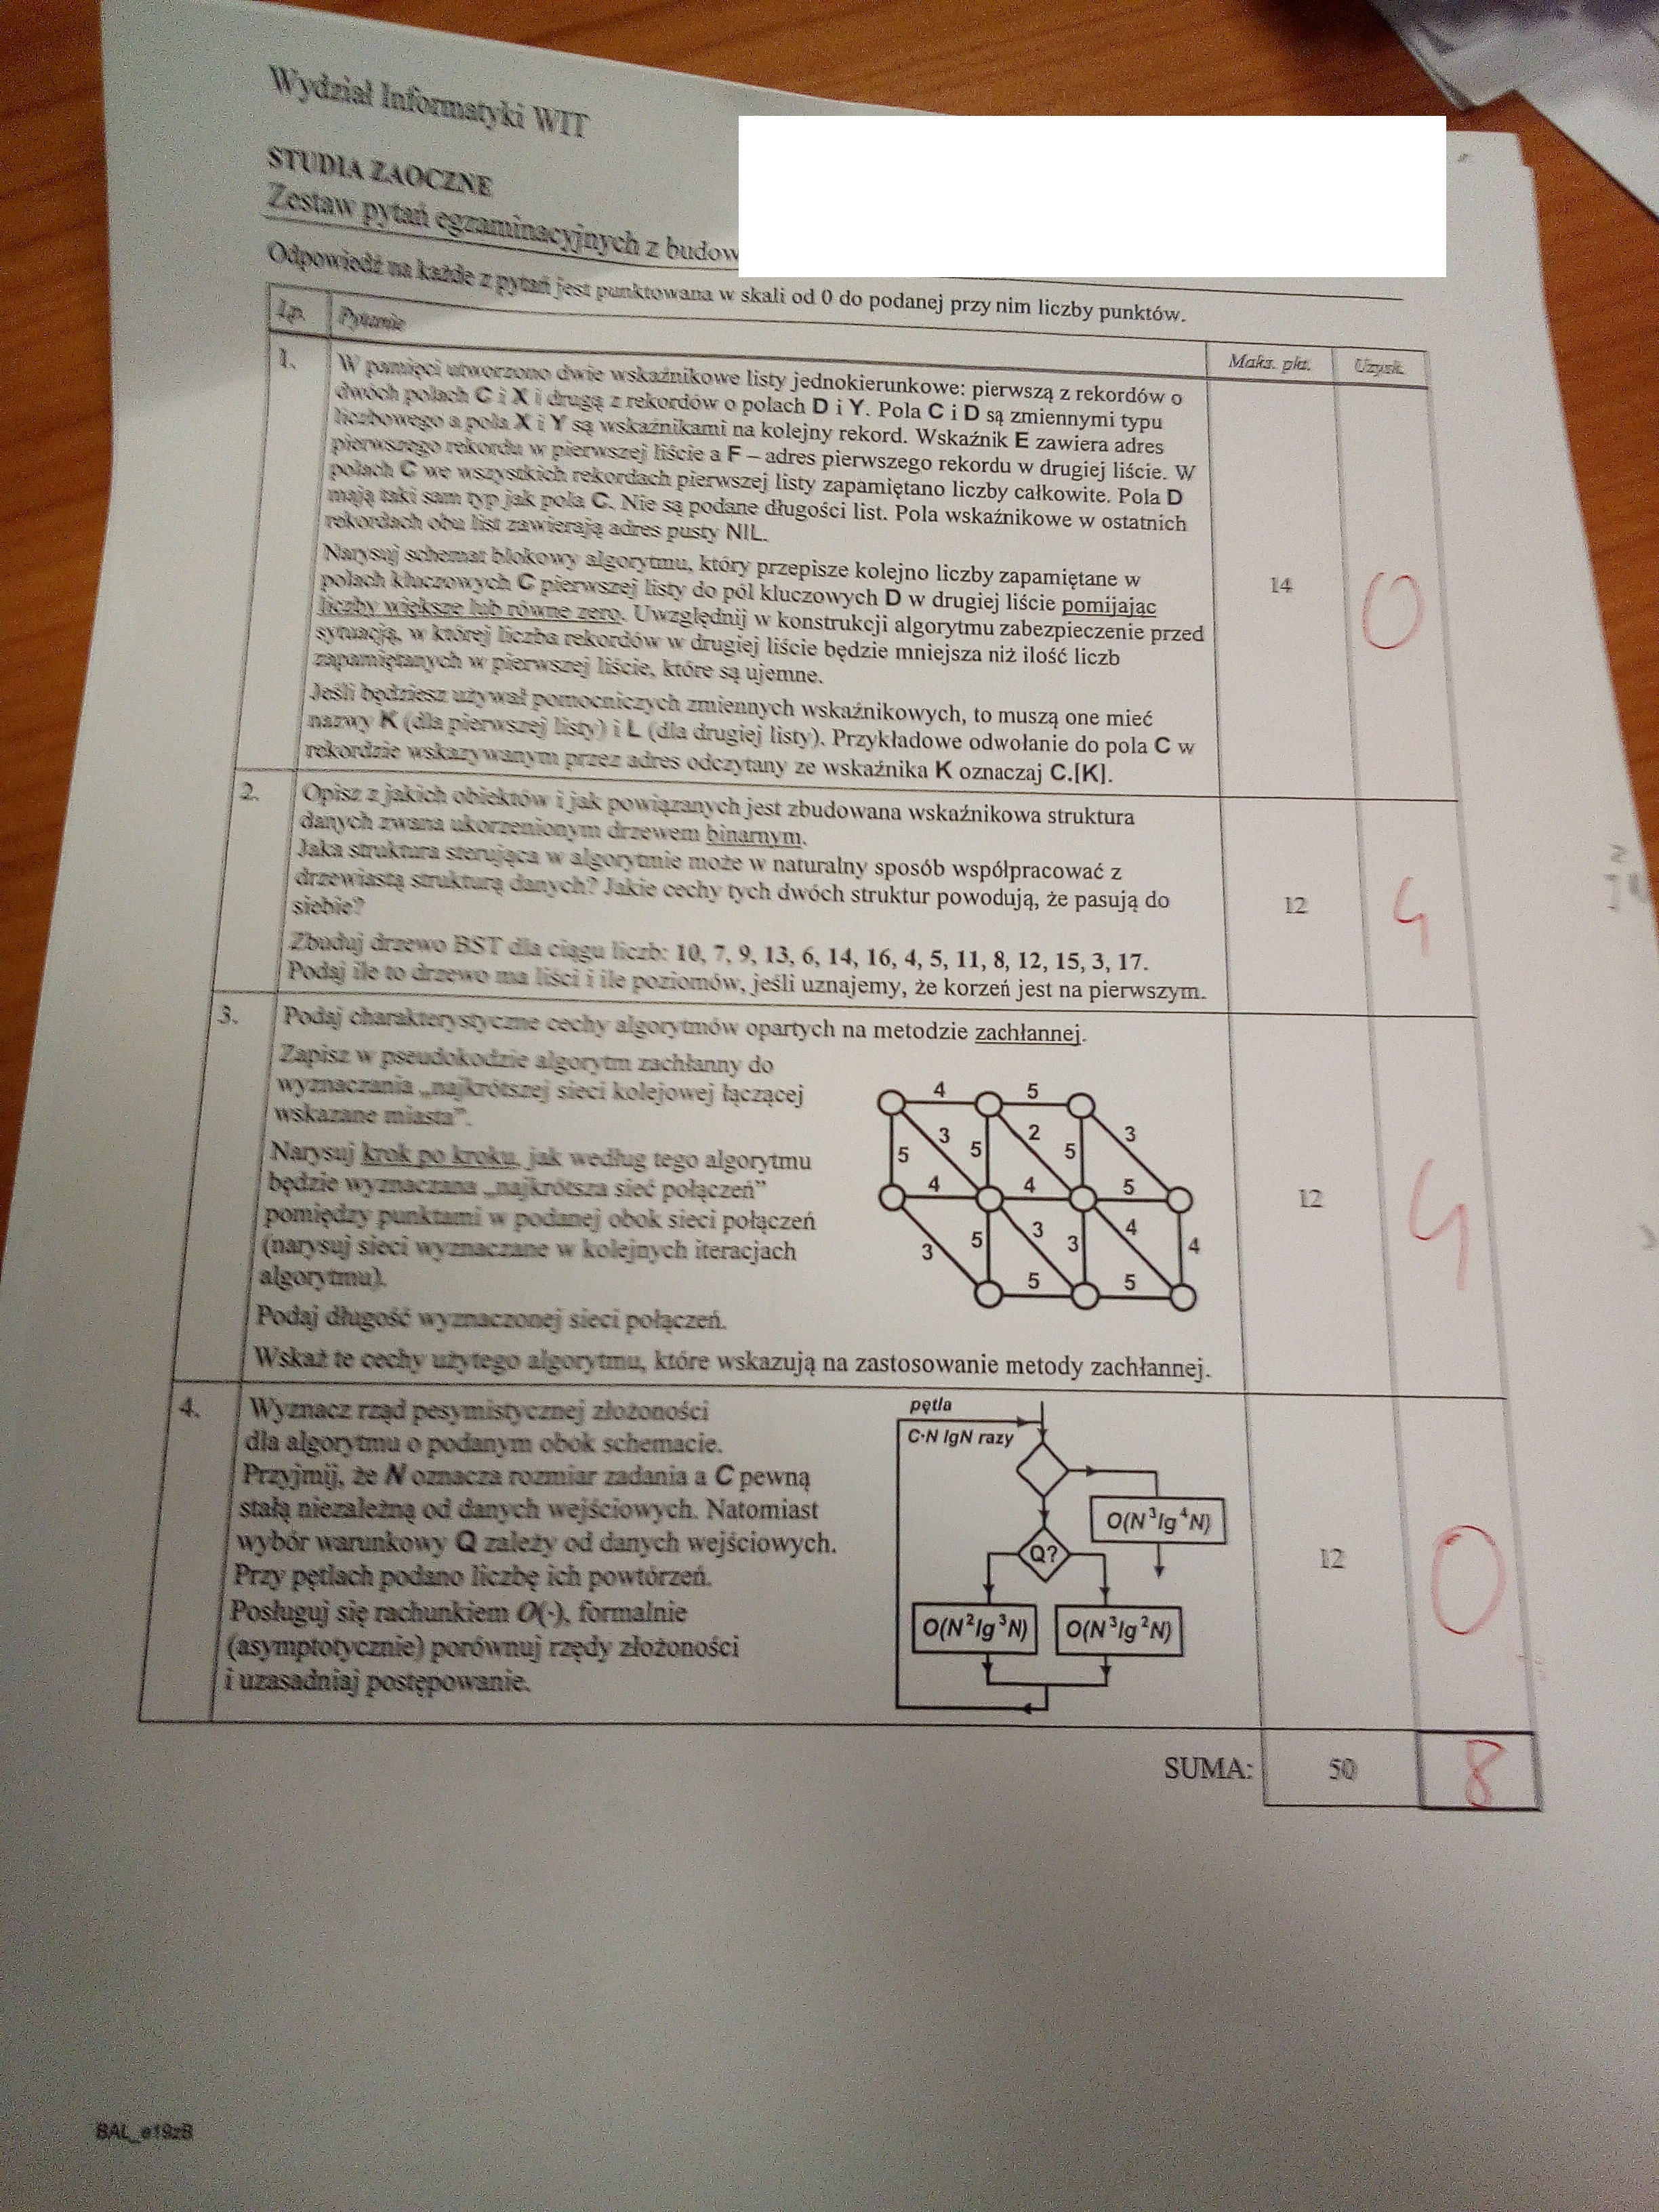 Wydział Informatyki WIT
STUDIA ZAOCZNE
Zestaw pytań egzaminacyjnych z budow
Odpowiedź na każde z pytań jest punktowana w skali od 0 do podanej przy nim liczby punktów.
Lp. Pytanie Maks. pkt. Uzysk.
1. W pamięci utworzono dwie wskaźnikowe listy jednokierunkowe: pierwszą z rekordów o
dwóch polach C i X i drugą z rekordów o polach D i Y. Pola C i D są zmiennymi typu
liczbowego a pola X i Y są wskaźnikami na kolejny rekord. Wskaźnik E zawiera adres
pierwszego rekordu w pierwszej liście a F – adres pierwszego rekordu w drugiej liście. W
polach C we wszystkich rekordach pierwszej listy zapamiętano liczby całkowite. Pola D
mają taki sam typ jak pola C. Nie są podane długości list. Pola wskaźnikowe w ostatnich
rekordach obu list zawierają adres pusty NIL.
Narysuj schemat blokowy algorytmu, który przepisze kolejno liczby zapamiętane w
polach kluczowych C pierwszej listy do pól kluczowych D w drugiej liście pomijając
liczby większe lub równe zero. Uwzględnij w konstrukcji algorytmu zabezpieczenie przed
sytuacją, w której liczba rekordów w drugiej liście będzie mniejsza niż ilość liczb
zapamiętanych w pierwszej liście, które są ujemne.
Jeśli będziesz używał pomocniczych zmiennych wskaźnikowych, to muszą one mieć
nazwy K (dla pierwszej listy) i L (dla drugiej listy). Przykładowe odwołanie do pola C w
rekordzie wskazywanym przez adres odczytany ze wskaźnika K oznaczaj C.[K].
14 0
2. Opisz z jakich obiektów i jak powiązanych jest zbudowana wskaźnikowa struktura
danych zwana ukorzenionym drzewem binarnym.
Jaka struktura sterująca w algorytmie może w naturalny sposób współpracować z
drzewiastą strukturą danych? Jakie cechy tych dwóch struktur powodują, że pasują do
siebie?
Zbuduj drzewo BST dla ciągu liczb: 10, 7, 9, 13, 6, 14, 16, 4, 5, 11, 8, 12, 15, 3, 17.
Podaj ile to drzewo ma liści i ile poziomów, jeśli uznajemy, że korzeń jest na pierwszym.
12 4
3. Podaj charakterystyczne cechy algorytmów opartych na metodzie zachłannej.
Zapisz w pseudokodzie algorytm zachłanny do
wyznaczania „najkrótszej sieci kolejowej łączącej
wskazane miasta”.
Narysuj krok po kroku, jak według tego algorytmu
będzie wyznaczana „najkrótsza sieć połączeń”
pomiędzy punktami w podanej obok sieci połączeń
(narysuj sieci wyznaczane w kolejnych iteracjach
algorytmu).
Podaj długość wyznaczonej sieci połączeń.
Wskaż te cechy użytego algorytmu, które wskazują na zastosowanie metody zachłannej.
4 5
3 2 3
5 5 5
4 4 5
3 4
3 5 3 4
5 5
12 4
4. Wyznacz rząd pesymistycznej złożoności
dla algorytmu o podanym obok schemacie.
Przyjmij, że N oznacza rozmiar zadania a C pewną
stałą niezależną od danych wejściowych. Natomiast
wybór warunkowy Q zależy od danych wejściowych.
Przy pętlach podano liczbę ich powtórzeń.
Posługuj się rachunkiem O(·), formalnie
(asymptotycznie) porównuj rzędy złożoności
i uzasadniaj postępowanie.
pętla
C·N lgN razy
O(N³lg⁴N)
Q?
O(N²lg³N) O(N³lg²N)
12 0
SUMA: 50 8
BAL_e19zB